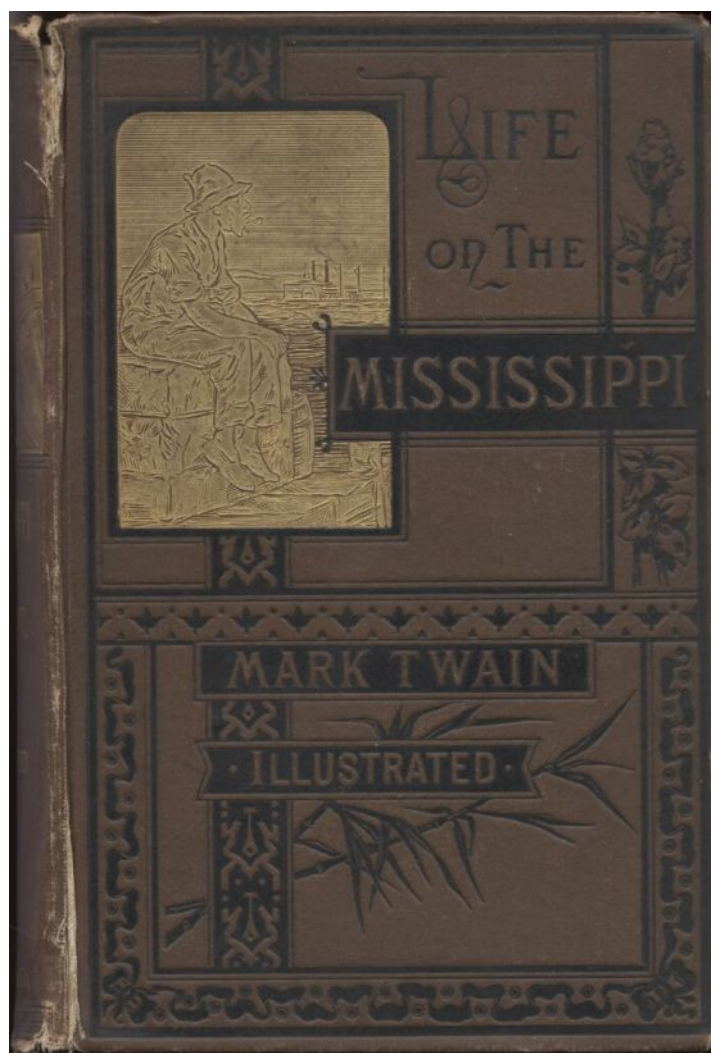 LIFE
ON THE
MISSISSIPPI
MARK TWAIN
· ILLUSTRATED ·